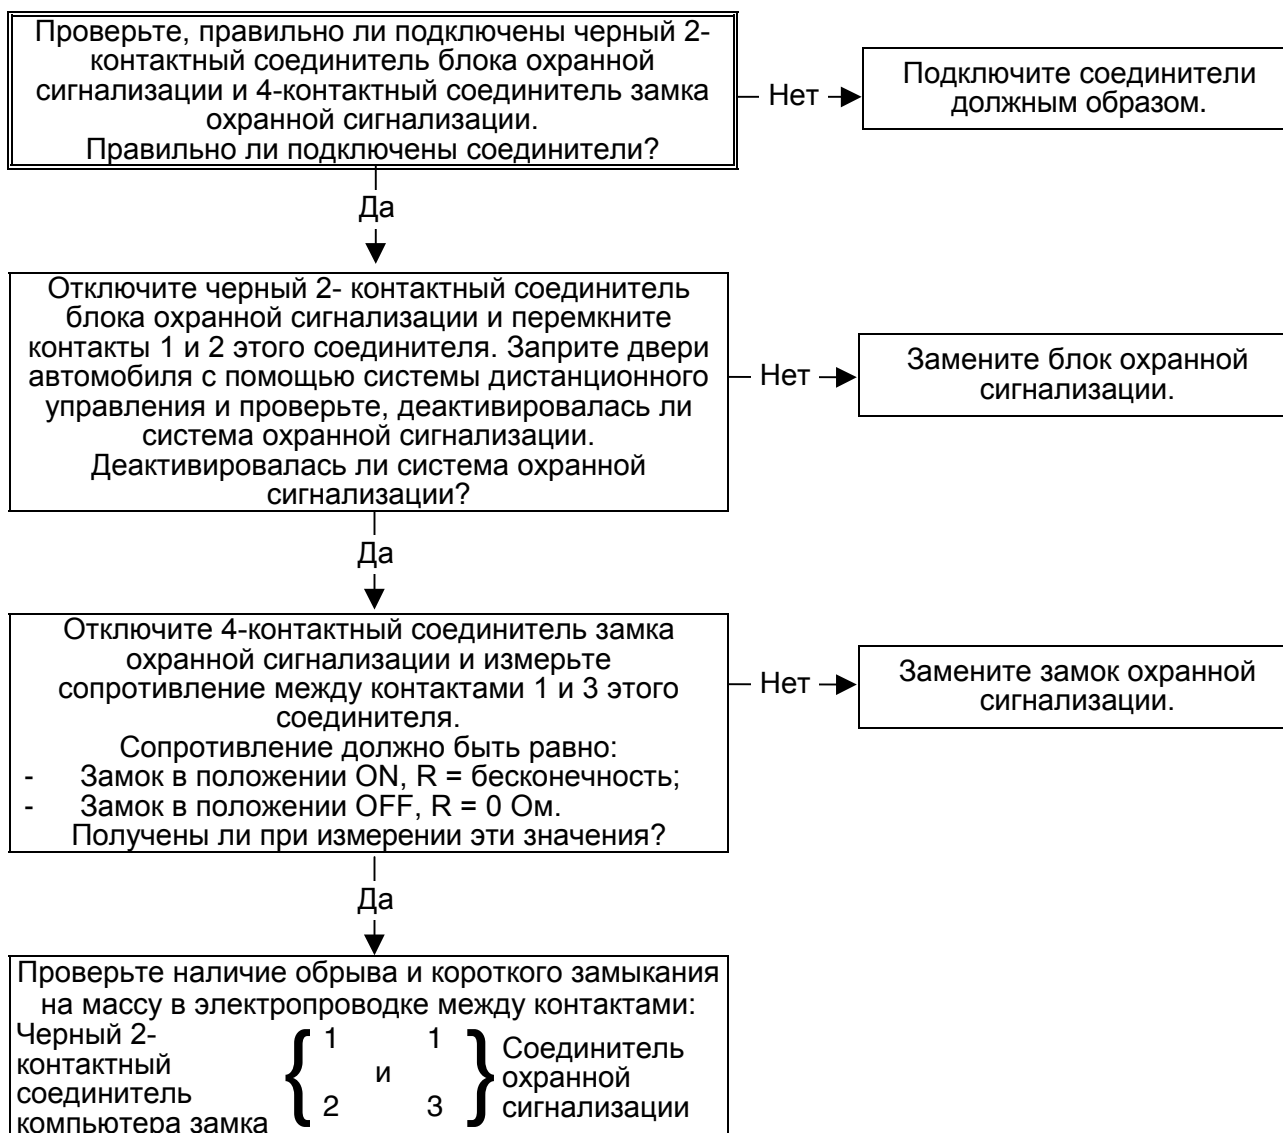 Проверьте, правильно ли подключены черный 2-
контактный соединитель блока охранной
сигнализации и 4-контактный соединитель замка
охранной сигнализации.
Правильно ли подключены соединители?
Нет
Подключите соединители
должным образом.
Да
Отключите черный 2- контактный соединитель
блока охранной сигнализации и перемкните
контакты 1 и 2 этого соединителя. Заприте двери
автомобиля с помощью системы дистанционного
управления и проверьте, деактивировалась ли
система охранной сигнализации.
Деактивировалась ли система охранной
сигнализации?
Нет
Замените блок охранной
сигнализации.
Да
Отключите 4-контактный соединитель замка
охранной сигнализации и измерьте
сопротивление между контактами 1 и 3 этого
соединителя.
Сопротивление должно быть равно:
- Замок в положении ON, R = бесконечность;
- Замок в положении OFF, R = 0 Ом.
Получены ли при измерении эти значения?
Нет
Замените замок охранной
сигнализации.
Да
Проверьте наличие обрыва и короткого замыкания
на массу в электропроводке между контактами:
Черный 2-
контактный
соединитель
компьютера замка
{ 1 1 }
и
2 3
Соединитель
охранной
сигнализации